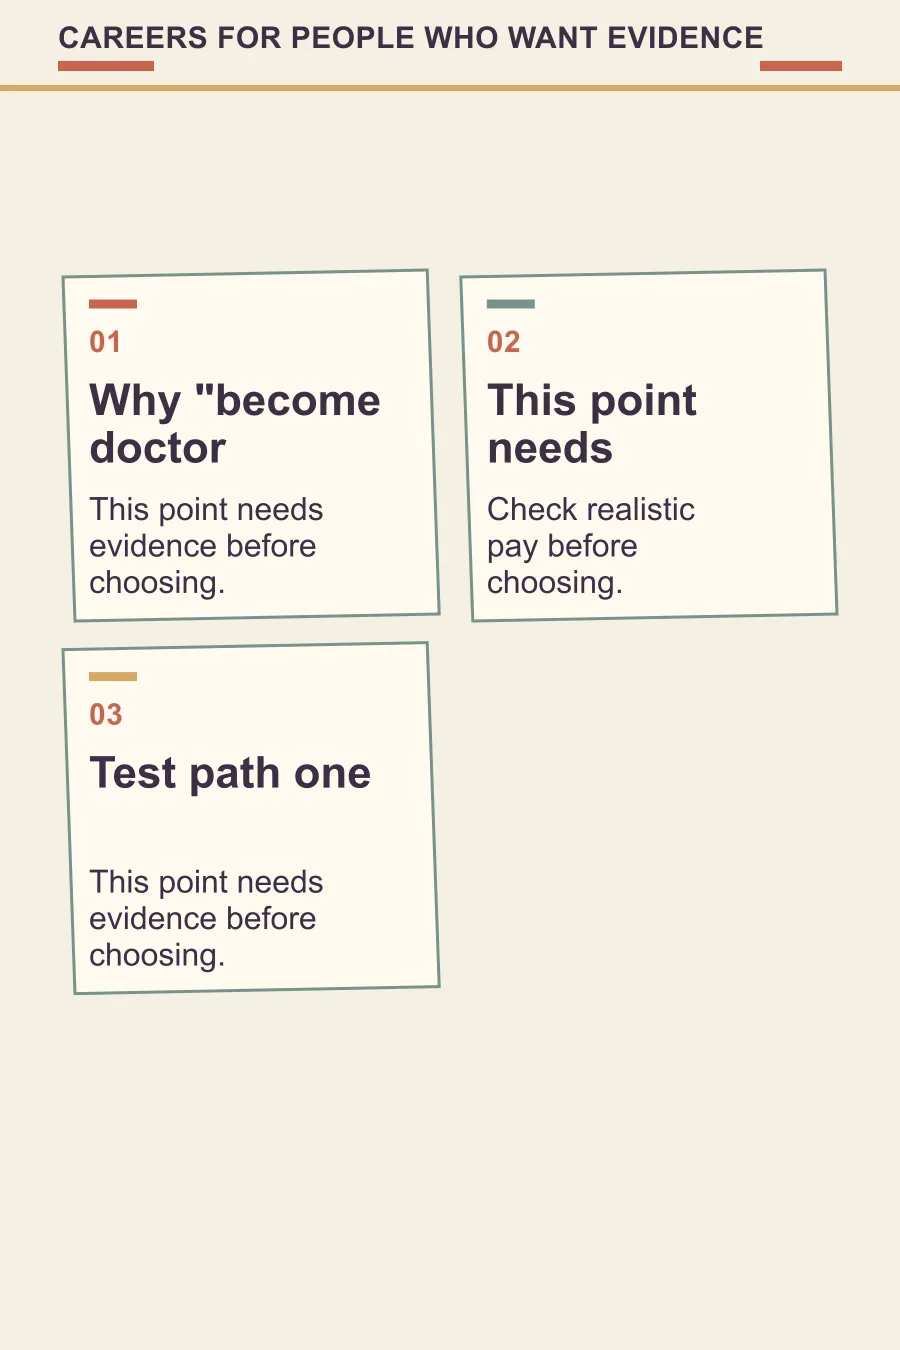 CAREERS FOR PEOPLE WHO WANT EVIDENCE
01
Why "become
doctor
This point needs
evidence before
choosing.
02
This point
needs
Check realistic
pay before
choosing.
03
Test path one
This point needs
evidence before
choosing.